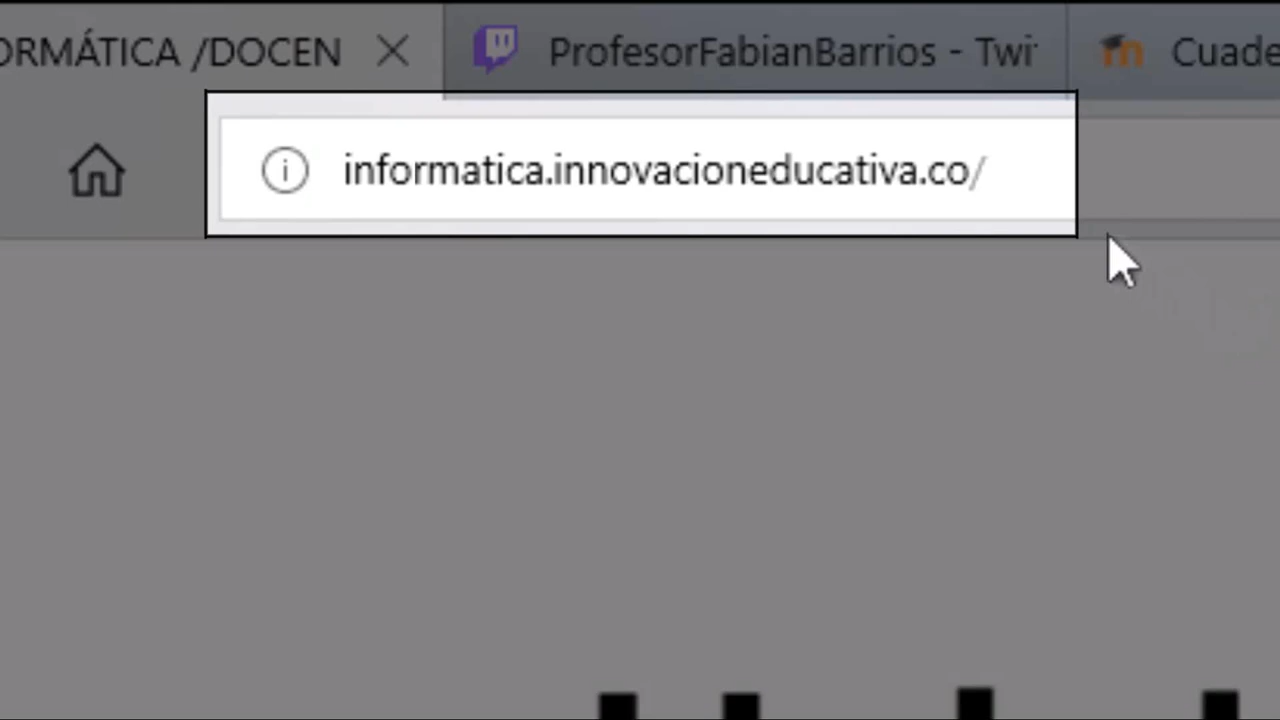 ORMÁTICA /DOCEN ProfesorFabianBarrios - Twi Cuade
informatica.innovacioneducativa.co/